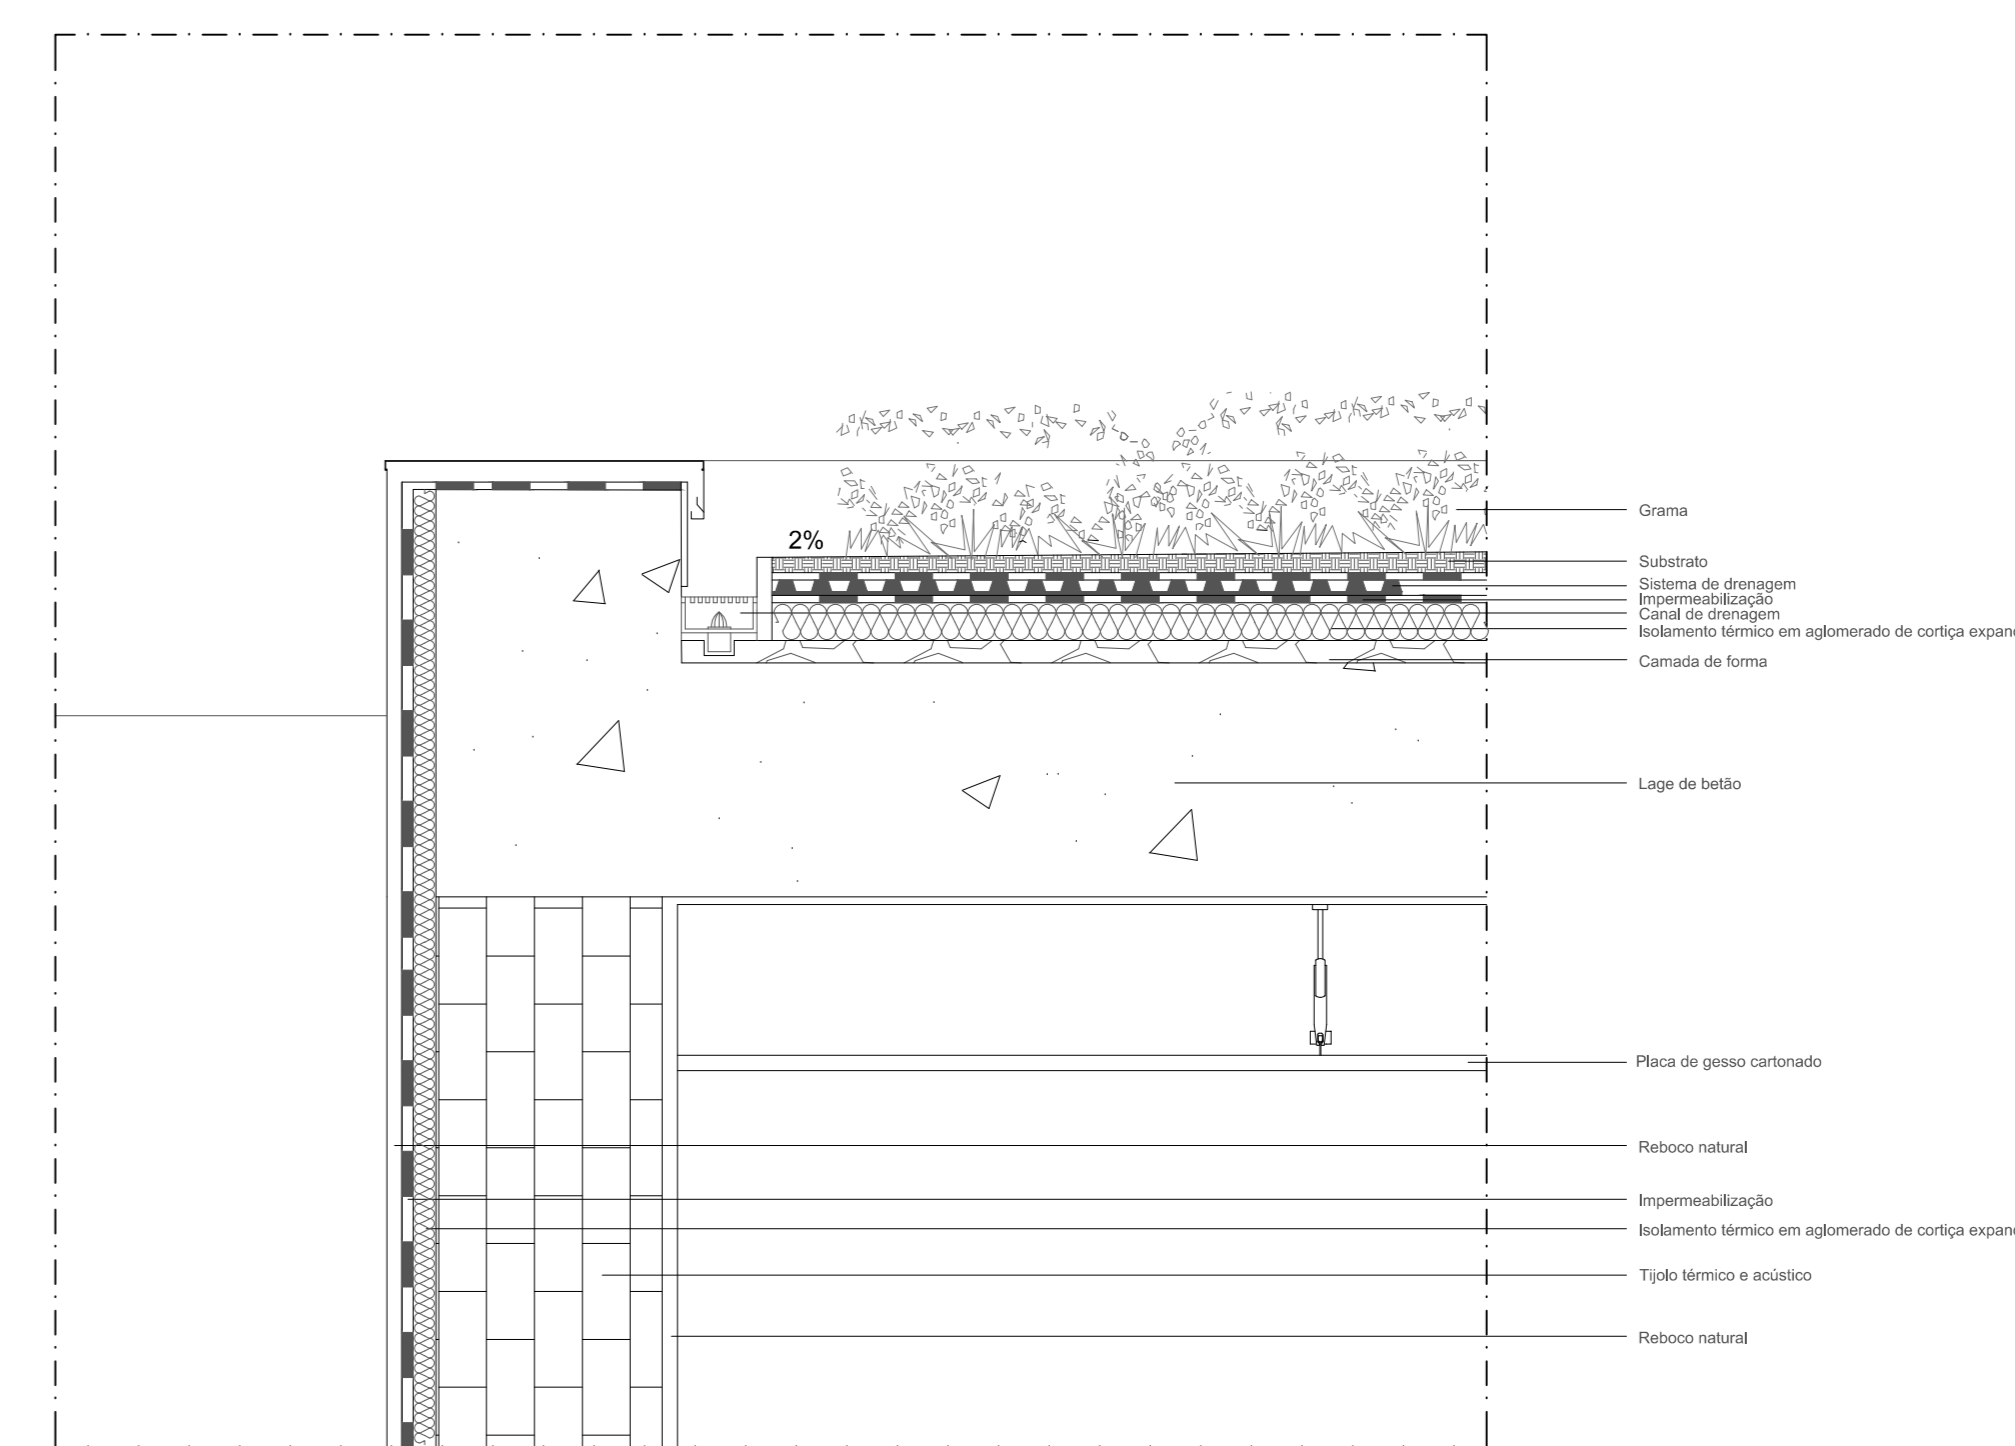 2%
Grama
Substrato
Sistema de drenagem
Impermeabilização
Canal de drenagem
Isolamento térmico em aglomerado de cortiça
Camada de forma
Lage de betão
Placa de gesso cartonado
Reboco natural
Impermeabilização
Isolamento térmico em aglomerado de cortiça
Tijolo térmico e acústico
Reboco natural